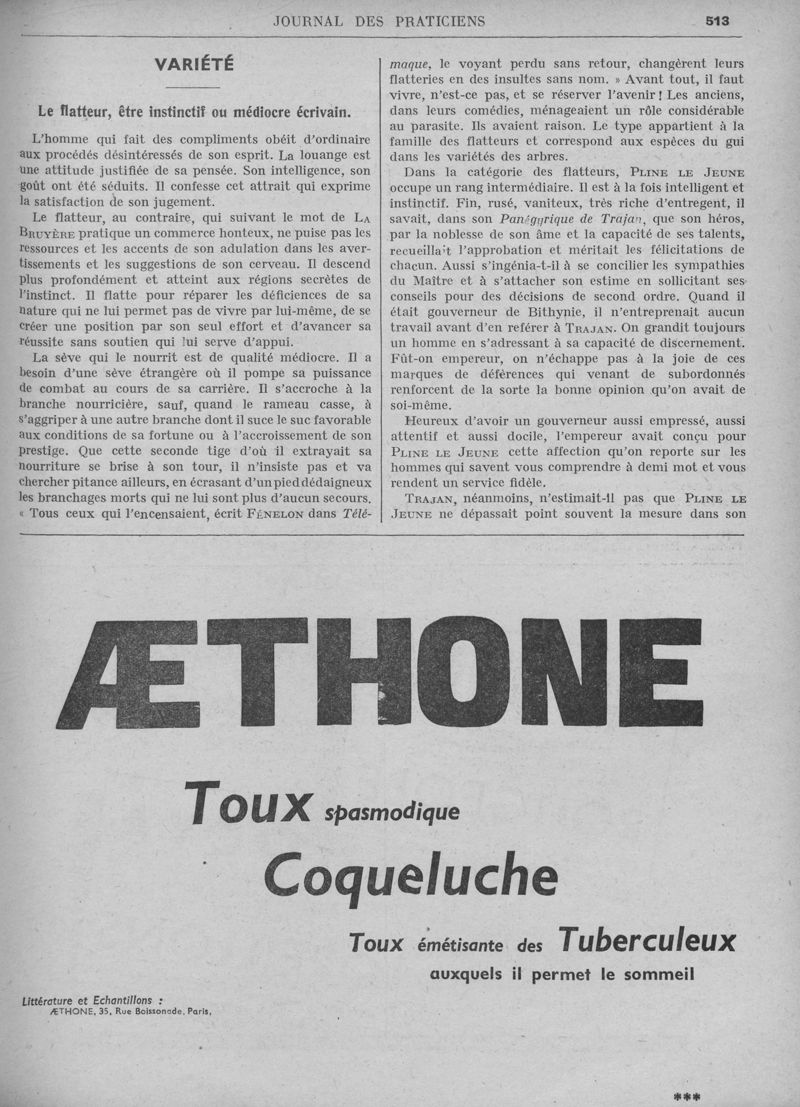 JOURNAL DES PRATICIENS
513
VARIÉTÉ
Le flatteur, être instinctif ou médiocre écrivain.
L'homme qui fait des compliments obéit d'ordinaire
aux procédés désintéressés de son esprit. La louange est
une attitude justifiée de sa pensée. Son intelligence, son
goût ont été séduits. Il confesse cet attrait qui exprime
la satisfaction de son jugement.
Le flatteur, au contraire, qui suivant le mot de LA
BRUYÈRE pratique un commerce honteux, ne puise pas les
ressources et les accents de son adulation dans les aver-
tissements et les suggestions de son cerveau. Il descend
plus profondément et atteint aux régions secrètes de
l'instinct. Il flatte pour réparer les déficiences de sa
nature qui ne lui permet pas de vivre par lui-même, de se
créer une position par son seul effort et d'avancer sa
réussite sans soutien qui lui serve d'appui.
La sève qui le nourrit est de qualité médiocre. Il a
besoin d'une sève étrangère où il pompe sa puissance
de combat au cours de sa carrière. Il s'accroche à la
branche nourricière, sauf, quand le rameau casse, à
s'aggriper à une autre branche dont il suce le suc favorable
aux conditions de sa fortune ou à l'accroissement de son
prestige. Que cette seconde tige d'où il extrayait sa
nourriture se brise à son tour, il n'insiste pas et va
chercher pitance ailleurs, en écrasant d'un pied dédaigneux
les branchages morts qui ne lui sont plus d'aucun secours.
« Tous ceux qui l'encensaient, écrit FÉNELON dans Télé-
maque, le voyant perdu sans retour, changèrent leurs
flatteries en des insultes sans nom. » Avant tout, il faut
vivre, n'est-ce pas, et se réserver l'avenir ! Les anciens,
dans leurs comédies, ménageaient un rôle considérable
au parasite. Ils avaient raison. Le type appartient à la
famille des flatteurs et correspond aux espèces du gui
dans les variétés des arbres.
Dans la catégorie des flatteurs, PLINE LE JEUNE
occupe un rang intermédiaire. Il est à la fois intelligent et
instinctif. Fin, rusé, vaniteux, très riche d'entregent, il
savait, dans son Panégyrique de Trajan, que son héros,
par la noblesse de son âme et la capacité de ses talents,
recueillait l'approbation et méritait les félicitations de
chacun. Aussi s'ingénia-t-il à se concilier les sympathies
du Maître et à s'attacher son estime en sollicitant ses
conseils pour des décisions de second ordre. Quand il
était gouverneur de Bithynie, il n'entreprenait aucun
travail avant d'en référer à TRAJAN. On grandit toujours
un homme en s'adressant à sa capacité de discernement.
Fût-on empereur, on n'échappe pas à la joie de ces
marques de déférences qui venant de subordonnés
renforcent de la sorte la bonne opinion qu'on avait de
soi-même.
Heureux d'avoir un gouverneur aussi empressé, aussi
attentif et aussi docile, l'empereur avait conçu pour
PLINE LE JEUNE cette affection qu'on reporte sur les
hommes qui savent vous comprendre à demi mot et vous
rendent un service fidèle.
TRAJAN, néanmoins, n'estimait-il pas que PLINE LE
JEUNE ne dépassait point souvent la mesure dans son
ÆTHONE
Toux spasmodique
Coqueluche
Toux émétisante des Tuberculeux
auxquels il permet le sommeil
Littérature et Echantillons :
ÆTHONE, 35, Rue Boissonade, Paris,
***